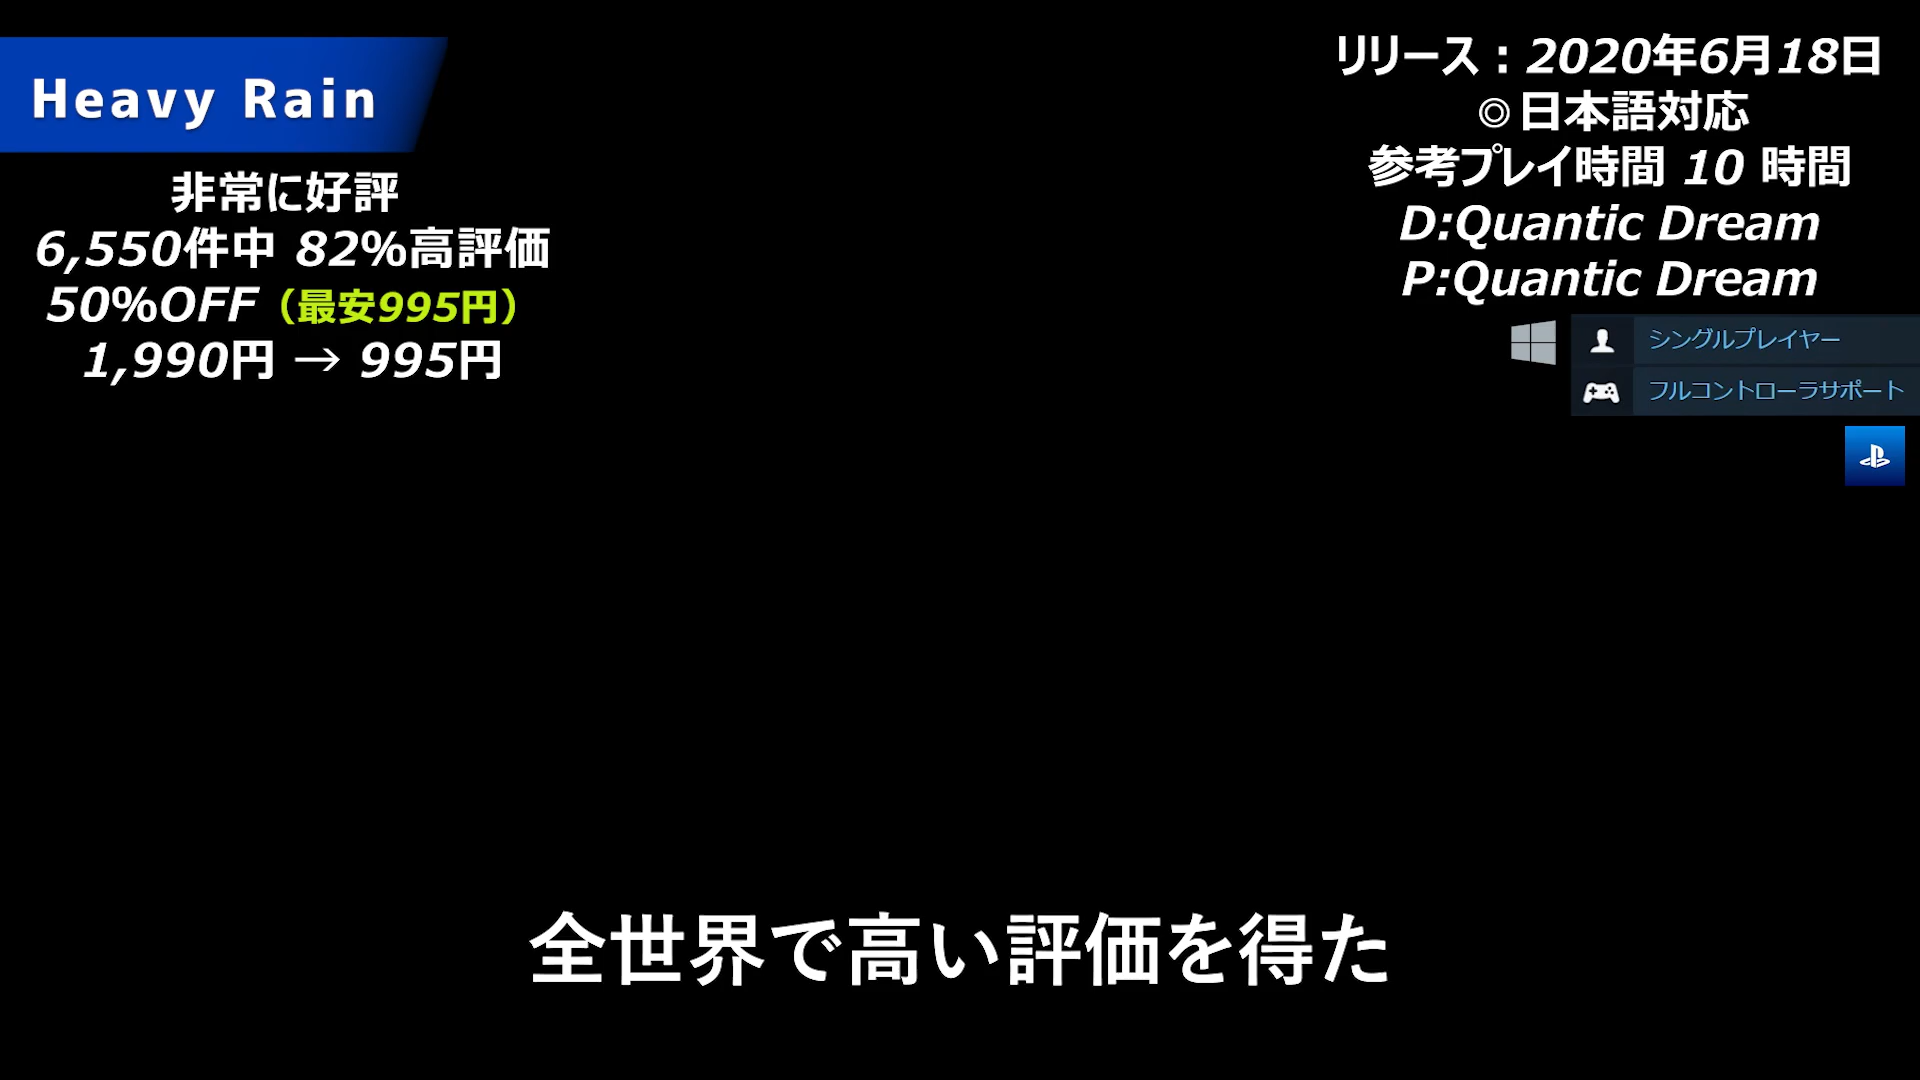 Heavy Rain
非常に好評
6,550件中 82%高評価
50%OFF（最安995円）
1,990円 → 995円
リリース：2020年6月18日
◎日本語対応
参考プレイ時間 10 時間
D:Quantic Dream
P:Quantic Dream
シングルプレイヤー
フルコントローラサポート
全世界で高い評価を得た